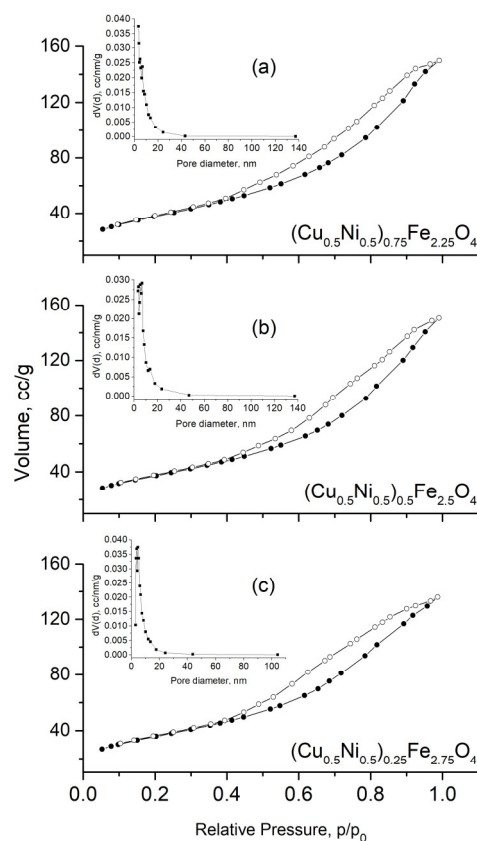 Volume, cc/g
(a)
0.040
0.035
0.030
0.025
0.020
0.015
0.010
0.005
0.000
dV(d), cc/nm/g
0 20 40 60 80 100 120 140
Pore diameter, nm
160
120
80
40
(Cu0.5Ni0.5)0.75Fe2.25O4
(b)
0.030
0.025
0.020
0.015
0.010
0.005
0.000
dV(d), cc/nm/g
0 20 40 60 80 100 120 140
Pore diameter, nm
160
120
80
40
(Cu0.5Ni0.5)0.5Fe2.5O4
(c)
0.040
0.035
0.030
0.025
0.020
0.015
0.010
0.005
0.000
dV(d), cc/nm/g
0 20 40 60 80 100
Pore diameter, nm
160
120
80
40
(Cu0.5Ni0.5)0.25Fe2.75O4
0.0 0.2 0.4 0.6 0.8 1.0
Relative Pressure, p/p0